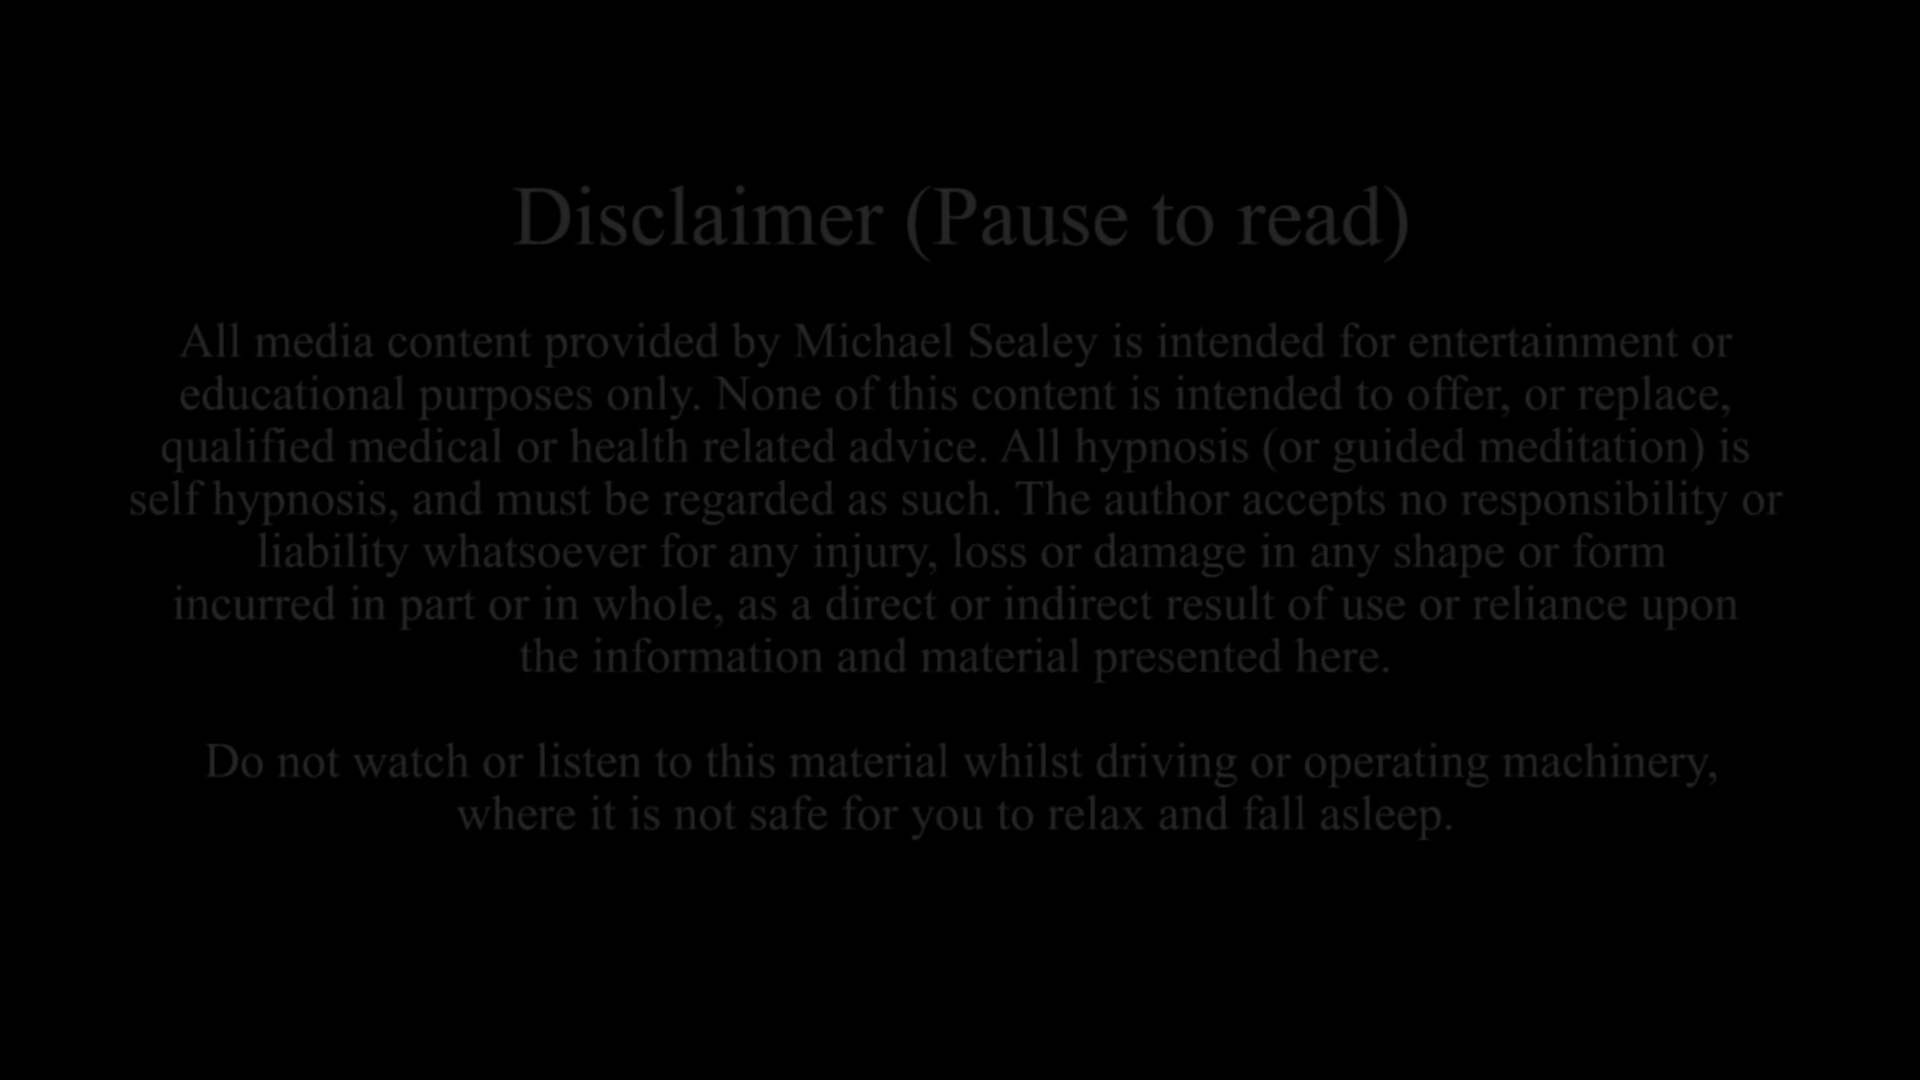 Disclaimer (Pause to read)
All media content provided by Michael Sealey is intended for entertainment or
educational purposes only. None of this content is intended to offer, or replace,
qualified medical or health related advice. All hypnosis (or guided meditation) is
self hypnosis, and must be regarded as such. The author accepts no responsibility or
liability whatsoever for any injury, loss or damage in any shape or form
incurred in part or in whole, as a direct or indirect result of use or reliance upon
the information and material presented here.
Do not watch or listen to this material whilst driving or operating machinery,
where it is not safe for you to relax and fall asleep.